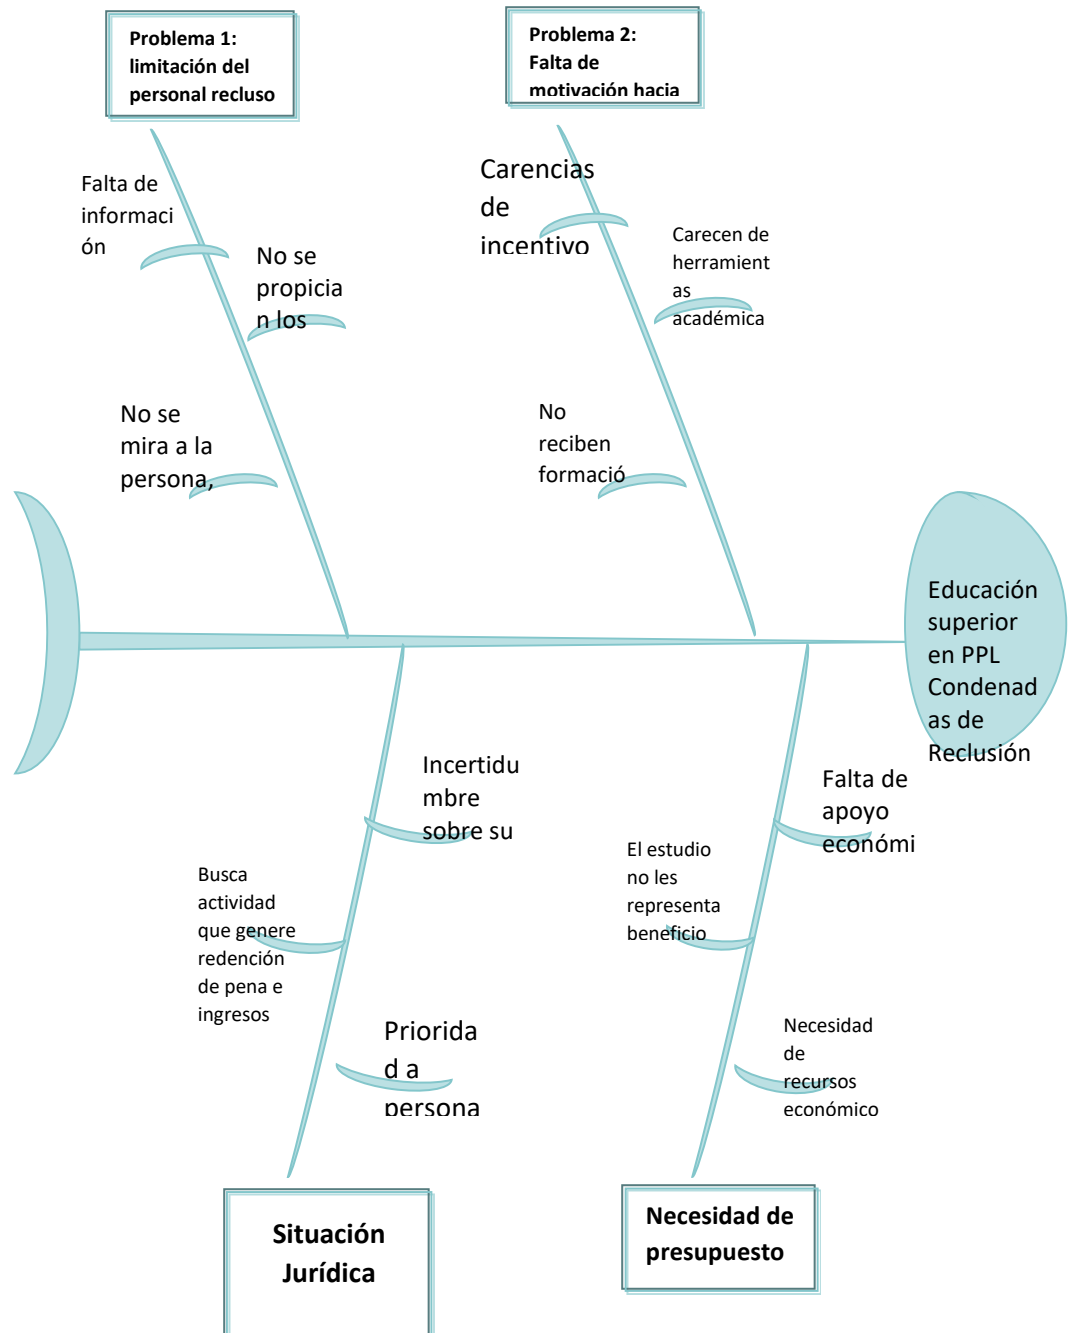 Problema 1:
limitación del
personal recluso
Problema 2:
Falta de
motivación hacia
Falta de
informaci
ón
No se
propicia
n los
No se
mira a la
persona,
Carencias
de
incentivo
Carecen de
herramient
as
académica
No
reciben
formació
Educación
superior
en PPL
Condenad
as de
Reclusión
Incertidu
mbre
sobre su
Busca
actividad
que genere
redención
de pena e
ingresos
Priorida
d a
persona
Falta de
apoyo
económi
El estudio
no les
representa
beneficio
Necesidad
de
recursos
económico
Situación
Jurídica
Necesidad de
presupuesto